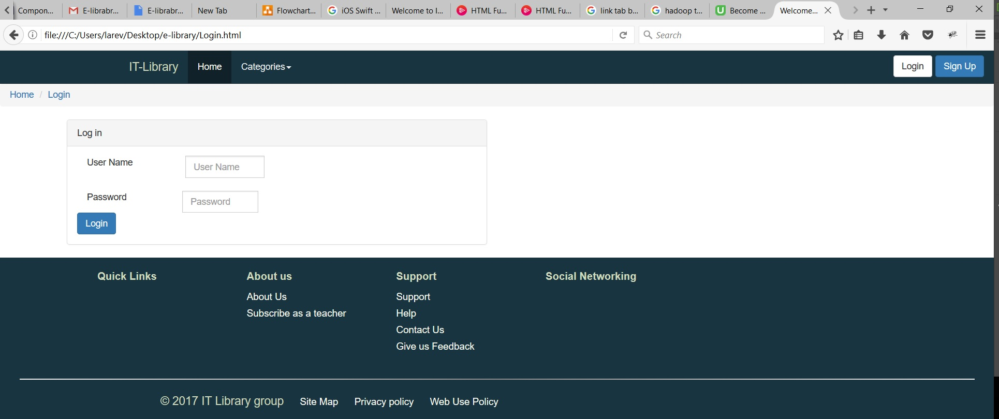 Compon... E-librabr... E-librabr... New Tab Flowchart... iOS Swift ... Welcome to I... HTML Fu... HTML Fu... link tab b... hadoop t... Become ... Welcome...
file:///C:/Users/larev/Desktop/e-library/Login.html Search
IT-Library Home Categories Login Sign Up
Home / Login
Log in
User Name User Name
Password Password
Login
Quick Links About us Support Social Networking
About Us Support
Subscribe as a teacher Help
Contact Us
Give us Feedback
© 2017 IT Library group Site Map Privacy policy Web Use Policy